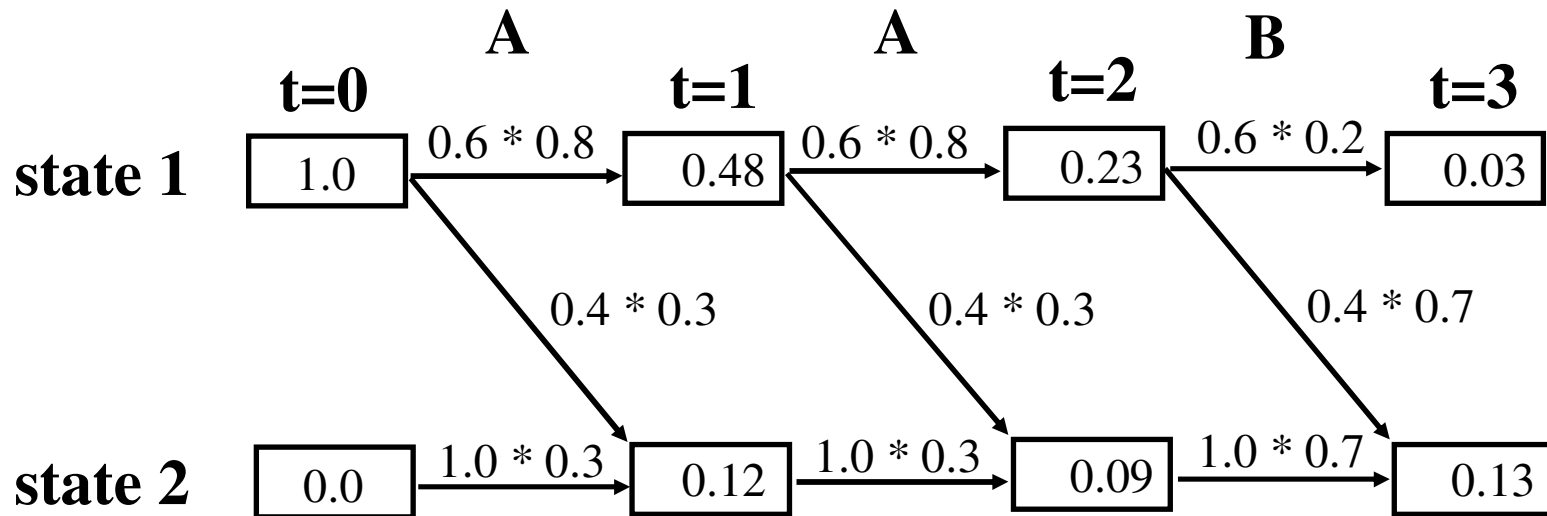 A A B
t=0 t=1 t=2 t=3
0.6 * 0.8 0.6 * 0.8 0.6 * 0.2
state 1 1.0 0.48 0.23 0.03
0.4 * 0.3 0.4 * 0.3 0.4 * 0.7
1.0 * 0.3 1.0 * 0.3 1.0 * 0.7
state 2 0.0 0.12 0.09 0.13